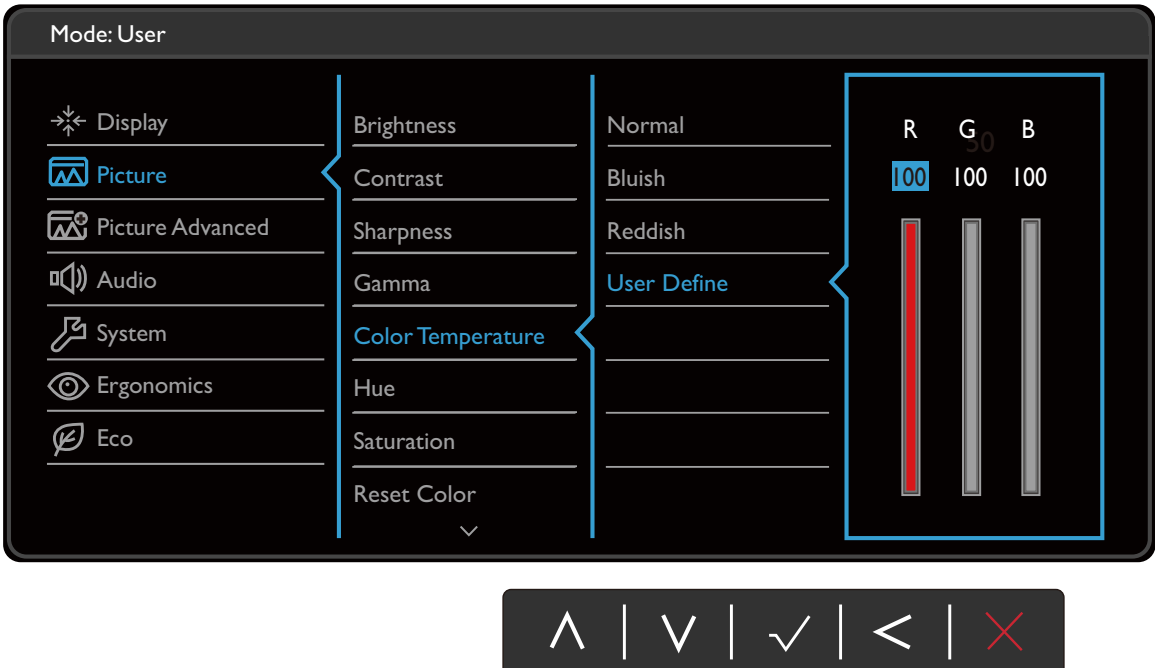 Mode: User
Display
Picture
Picture Advanced
Audio
System
Ergonomics
Eco
Brightness
Contrast
Sharpness
Gamma
Color Temperature
Hue
Saturation
Reset Color
Normal
Bluish
Reddish
User Define
R G B
50
100 100 100